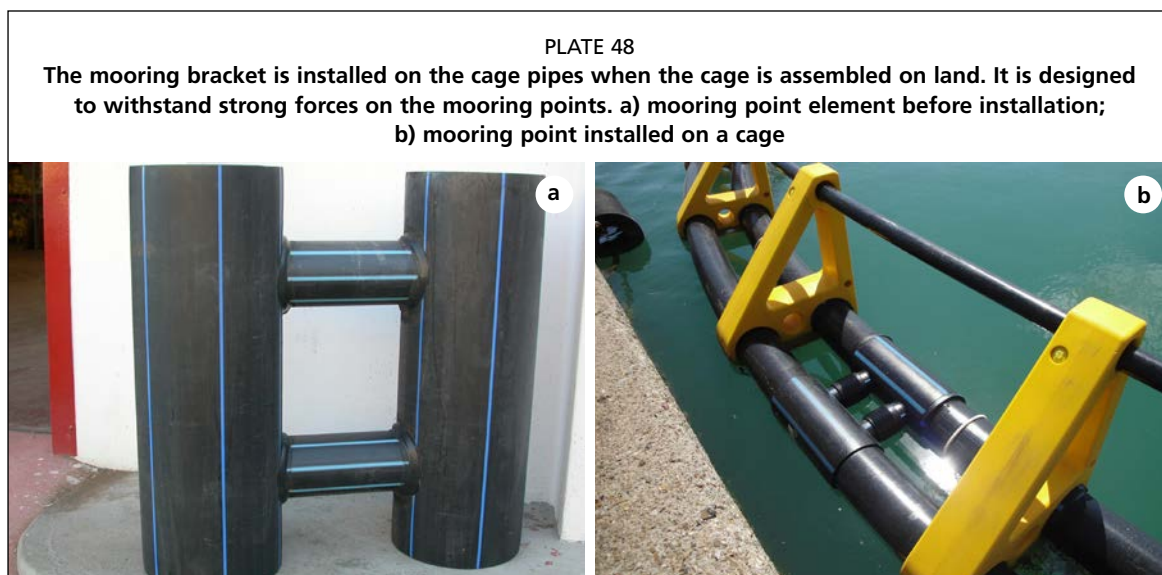 PLATE 48
The mooring bracket is installed on the cage pipes when the cage is assembled on land. It is designed
to withstand strong forces on the mooring points. a) mooring point element before installation;
b) mooring point installed on a cage
a
b